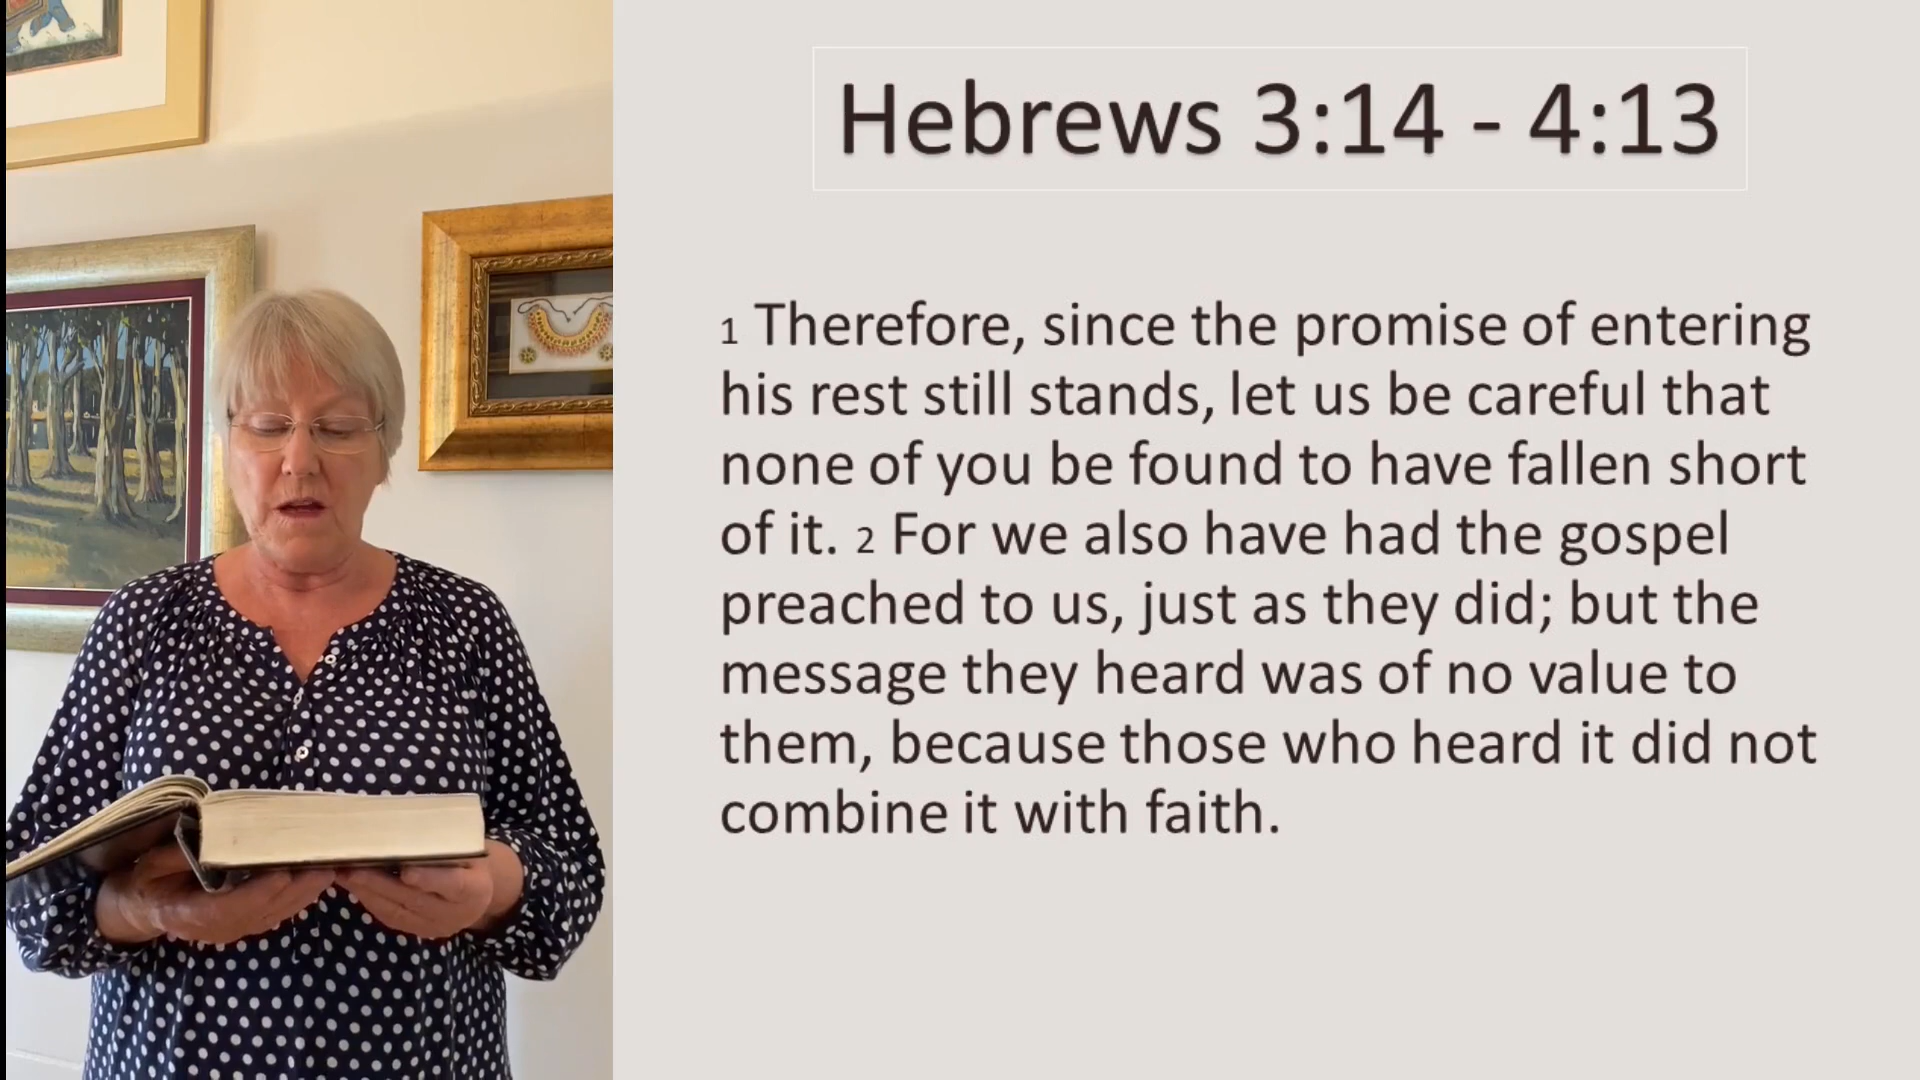 Hebrews 3:14 - 4:13
1 Therefore, since the promise of entering
his rest still stands, let us be careful that
none of you be found to have fallen short
of it. 2 For we also have had the gospel
preached to us, just as they did; but the
message they heard was of no value to
them, because those who heard it did not
combine it with faith.